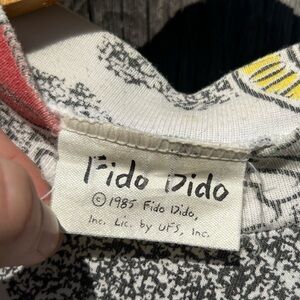 Fido Dido
©1985 Fido Dido,
Inc. Lic. by UFS, Inc.